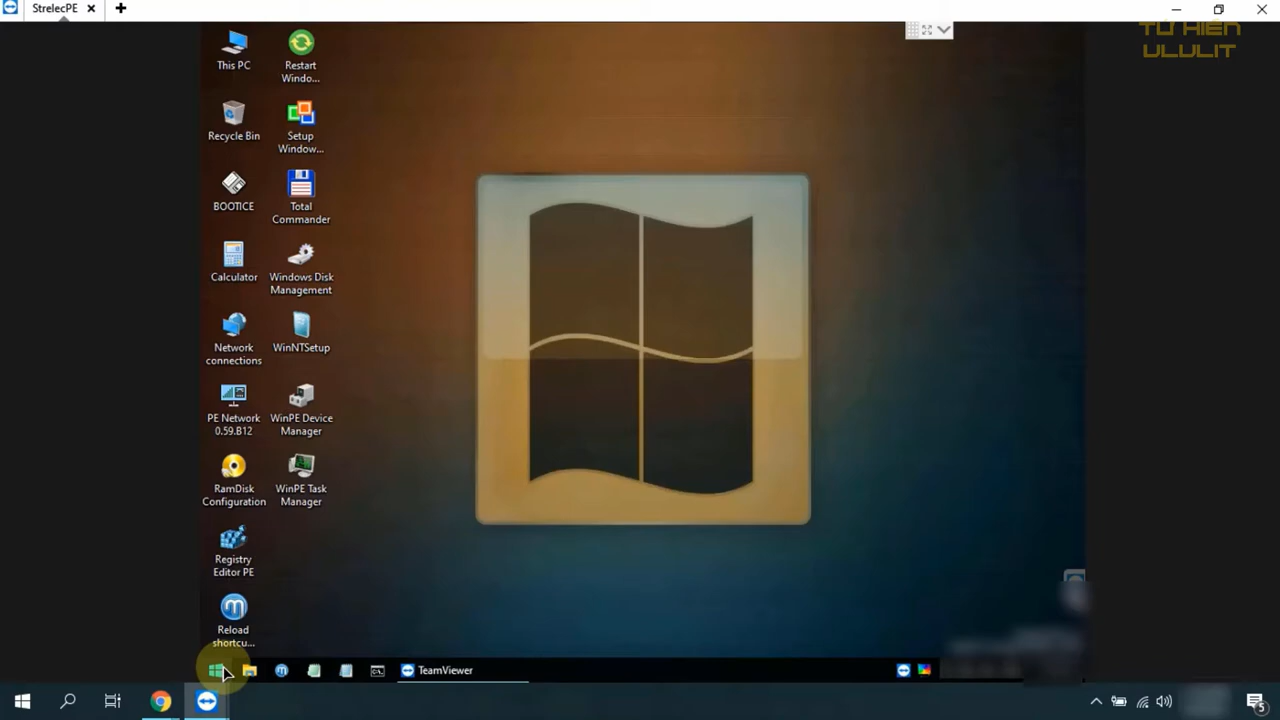 StrelecPE
TỪ HIỀN
ULULIT
This PC
Restart
Windo...
Recycle Bin
Setup
Window...
BOOTICE
Total
Commander
Calculator
Windows Disk
Management
Network
connections
WinNTSetup
PE Network
0.59.B12
WinPE Device
Manager
RamDisk
Configuration
WinPE Task
Manager
Registry
Editor PE
Reload
shortcu...
TeamViewer
5